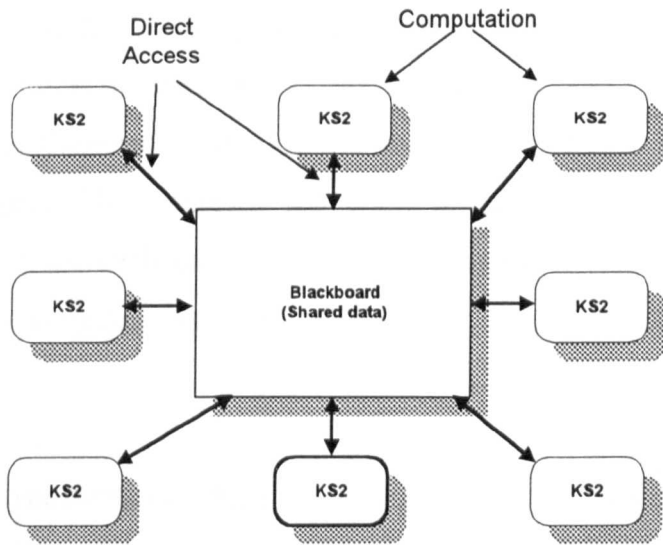 Direct
Access
Computation
KS2
KS2
KS2
KS2
Blackboard
(Shared data)
KS2
KS2
KS2
KS2